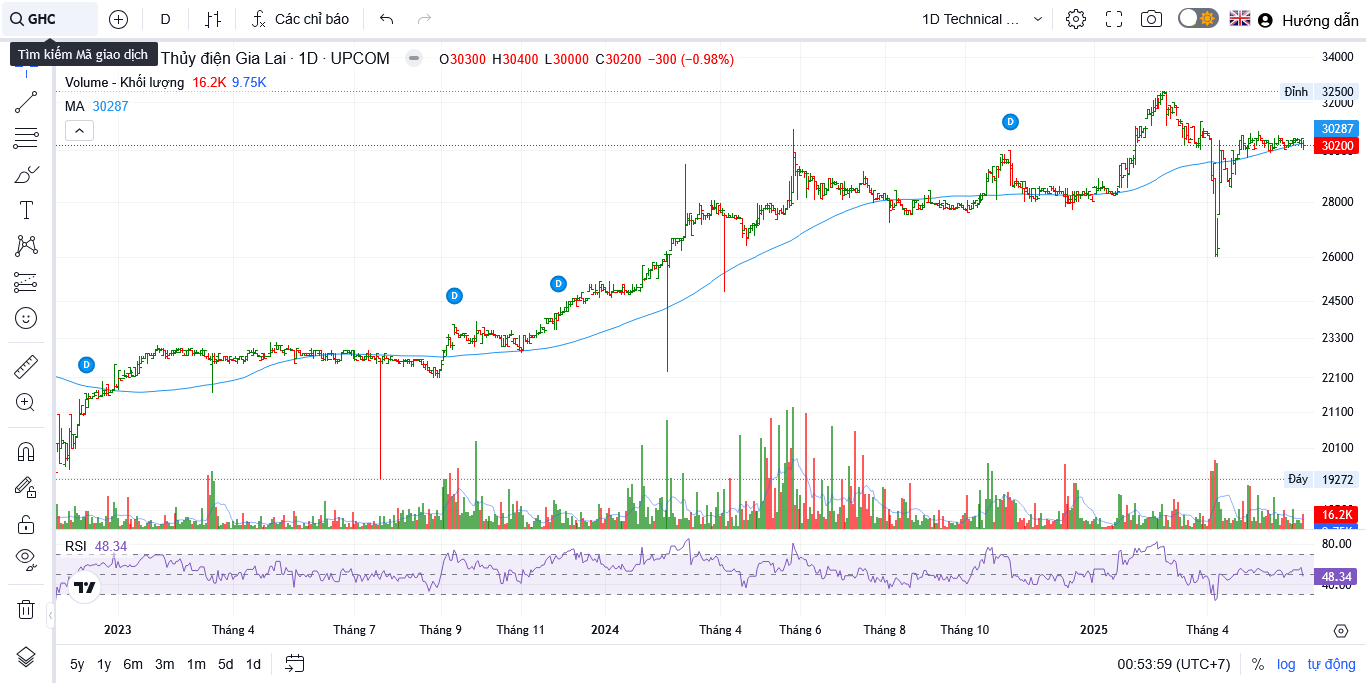 GHC
D
Các chỉ báo
1D Technical ...
Hướng dẫn
Tìm kiếm Mã giao dịch
Thủy điện Gia Lai · 1D · UPCOM
O30300 H30400 L30000 C30200 −300 (−0.98%)
Volume - Khối lượng 16.2K 9.75K
MA 30287
34000
Đỉnh 32500
32000
30287
30200
28000
26000
24500
23300
22100
21100
20100
Đáy 19272
16.2K
D
D
D
D
RSI 48.34
80.00
48.34
40.00
2023
Tháng 4
Tháng 7
Tháng 9
Tháng 11
2024
Tháng 4
Tháng 6
Tháng 8
Tháng 10
2025
Tháng 4
5y 1y 6m 3m 1m 5d 1d
00:53:59 (UTC+7)
% log tự động